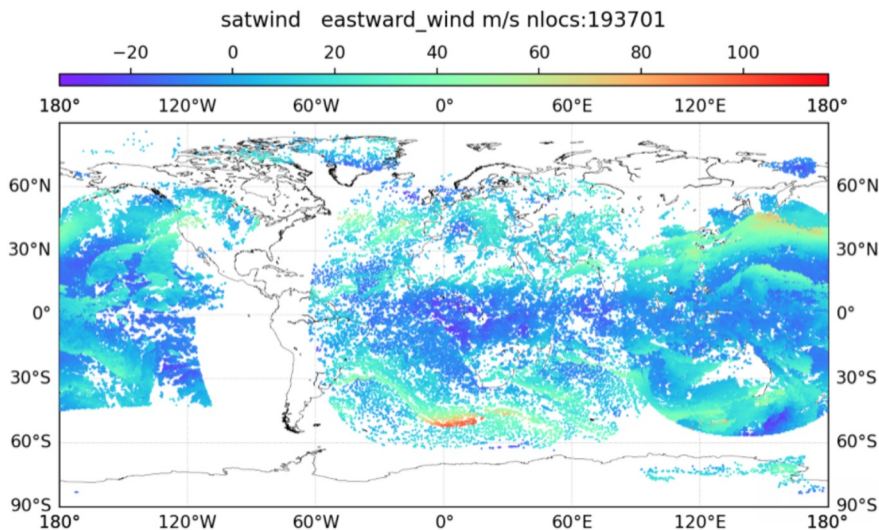 satwind eastward_wind m/s nlocs:193701
−20 0 20 40 60 80 100
180° 120°W 60°W 0° 60°E 120°E 180°
60°N 60°N
30°N 30°N
0° 0°
30°S 30°S
60°S 60°S
90°S 90°S
180° 120°W 60°W 0° 60°E 120°E 180°